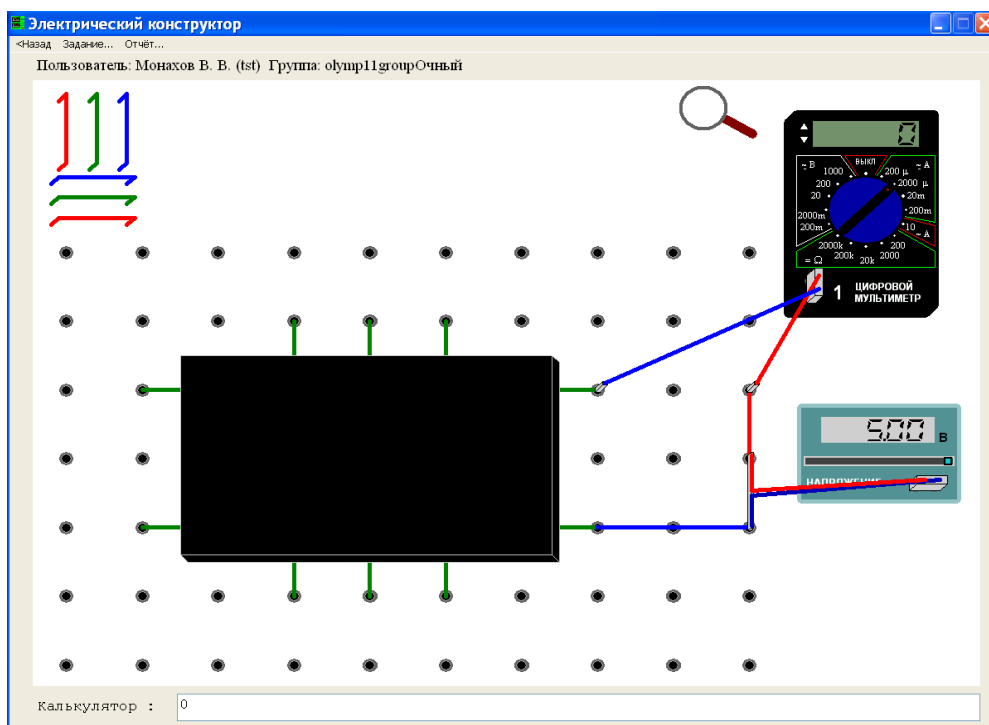 Электрический конструктор
<Назад Задание... Отчёт...
Пользователь: Монахов В. В. (tst) Группа: olymp11groupОчный
0
ВЫКЛ
~ В
1000
200
20
2000m
200m
200 μ
~ А
2000 μ
20m
200m
10
~ А
2000k
200k
20k
2000
200
= Ω
1
ЦИФРОВОЙ
МУЛЬТИМЕТР
5.00
В
НАПРЯЖЕНИЕ
Калькулятор :
0